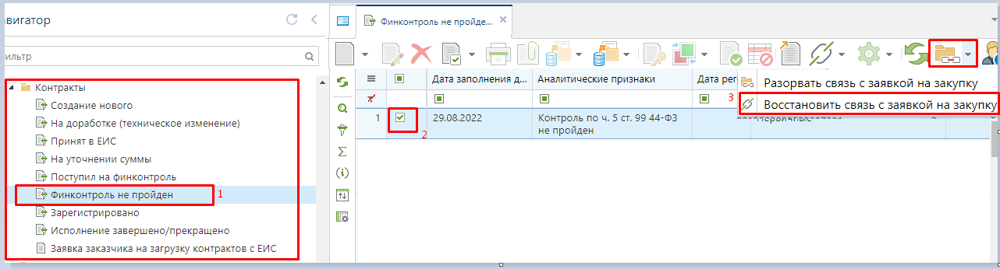 авигатор
Финконтроль не пройде...
ильтр
Контракты
Создание нового
На доработке (техническое изменение)
Принят в ЕИС
На уточнении суммы
Поступил на финконтроль
Финконтроль не пройден
1
Зарегистрировано
Исполнение завершено/прекращено
Заявка заказчика на загрузку контрактов с ЕИС
Дата заполнения д...
Аналитические признаки
Дата рег
Разорвать связь с заявкой на закупку
3
Восстановить связь с заявкой на закупку
1
29.08.2022
Контроль по ч. 5 ст. 99 44-ФЗ
не пройден
2